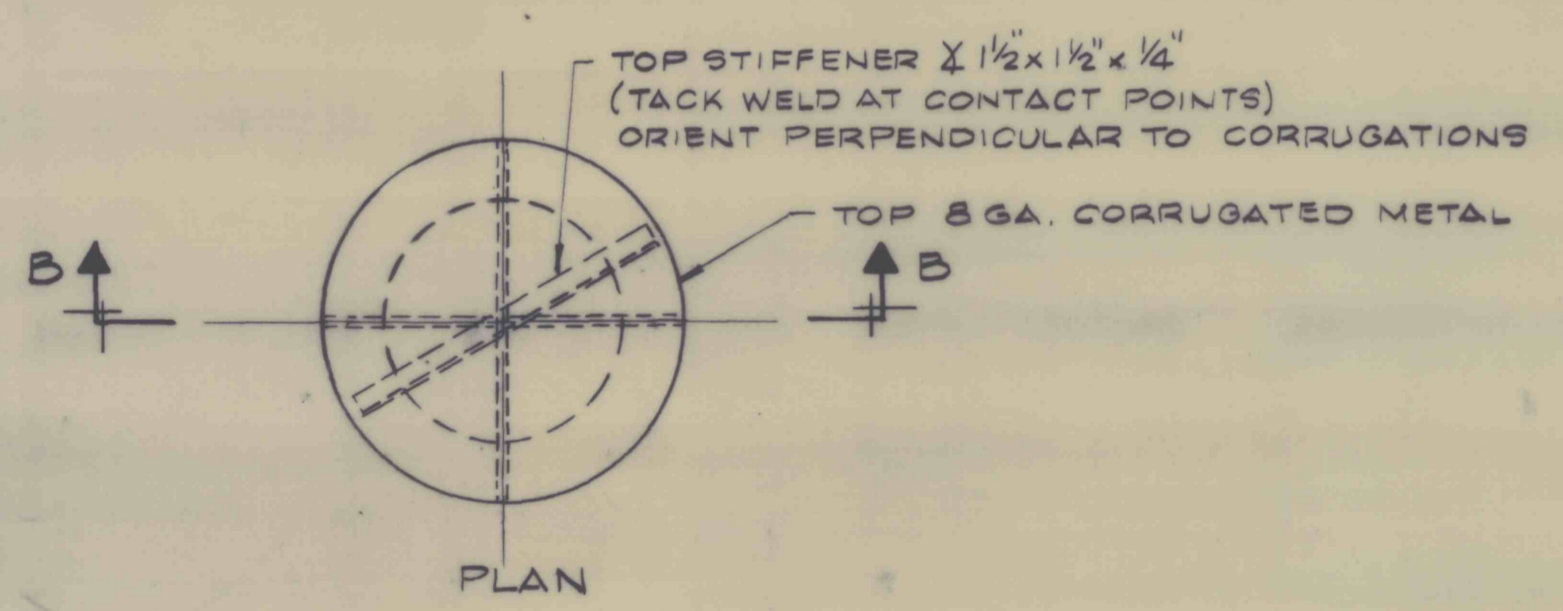 TOP STIFFENER ∠ 1½"x1½"x ¼"
(TACK WELD AT CONTACT POINTS)
ORIENT PERPENDICULAR TO CORRUGATIONS
TOP 8 GA. CORRUGATED METAL
B B
PLAN